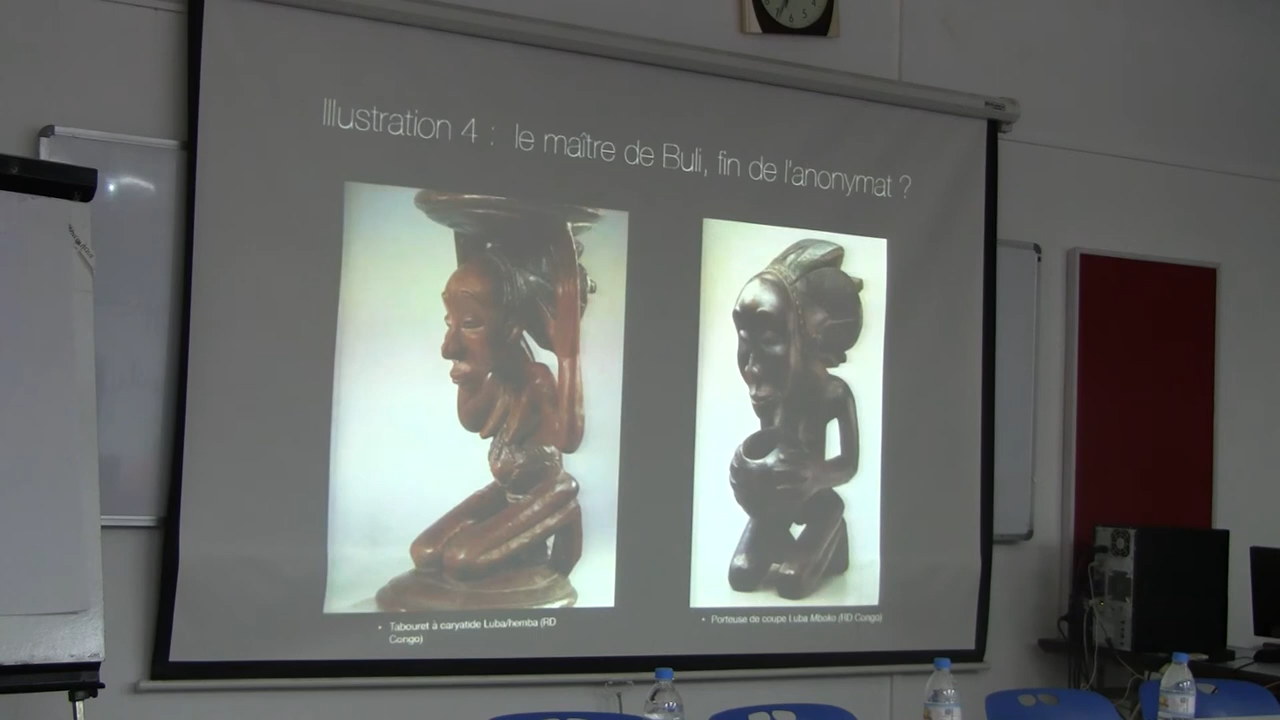 Illustration 4 : le maître de Buli, fin de l'anonymat ?
• Tabouret à caryatide Luba/hemba (RD
Congo)
• Porteuse de coupe Luba Mboko (RD Congo)